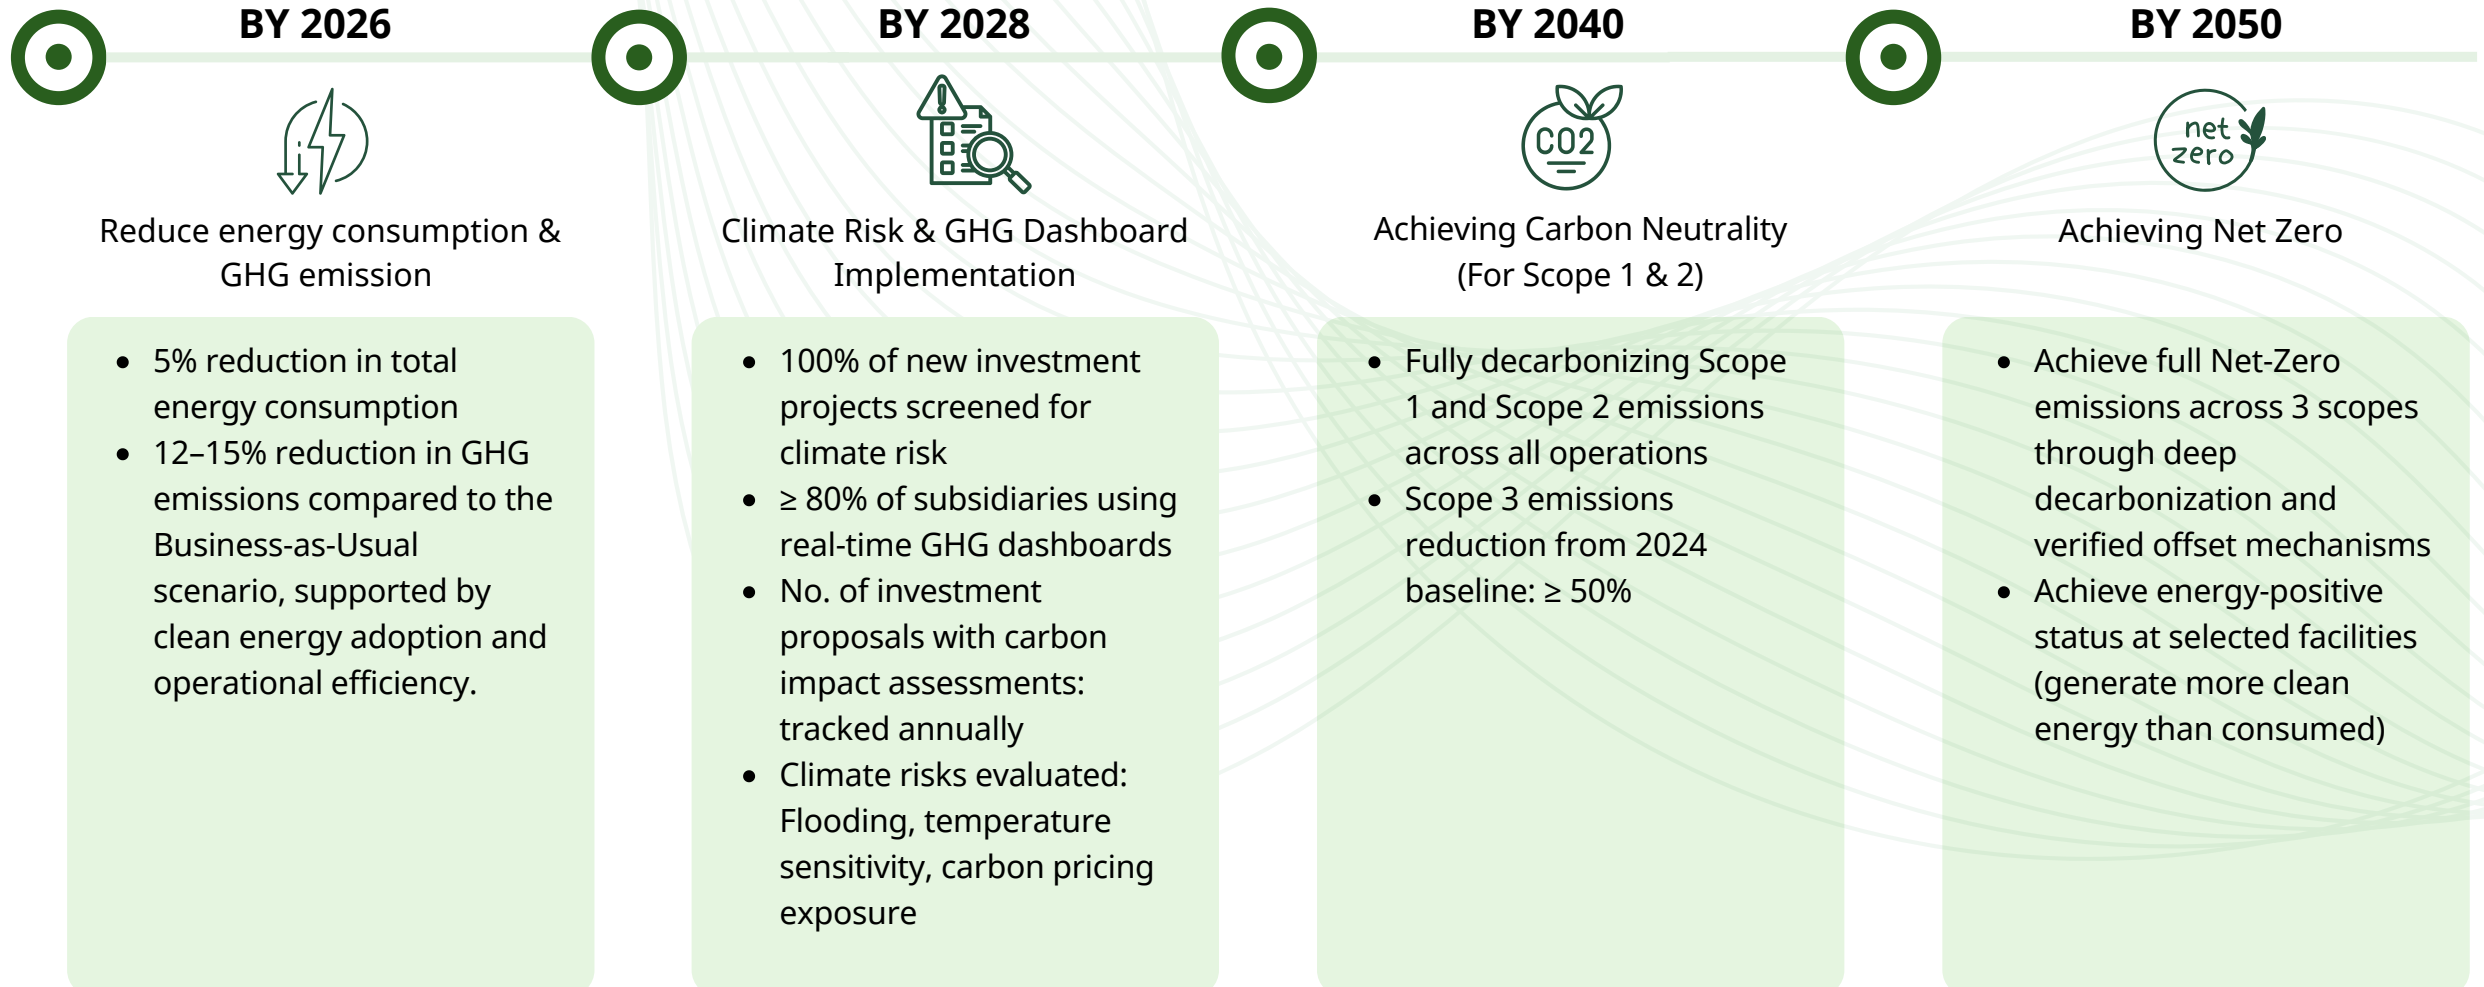 BY 2026
Reduce energy consumption &
GHG emission
• 5% reduction in total
energy consumption
• 12–15% reduction in GHG
emissions compared to the
Business-as-Usual
scenario, supported by
clean energy adoption and
operational efficiency.
BY 2028
Climate Risk & GHG Dashboard
Implementation
• 100% of new investment
projects screened for
climate risk
• ≥ 80% of subsidiaries using
real-time GHG dashboards
• No. of investment
proposals with carbon
impact assessments:
tracked annually
• Climate risks evaluated:
Flooding, temperature
sensitivity, carbon pricing
exposure
BY 2040
CO2
Achieving Carbon Neutrality
(For Scope 1 & 2)
• Fully decarbonizing Scope
1 and Scope 2 emissions
across all operations
• Scope 3 emissions
reduction from 2024
baseline: ≥ 50%
BY 2050
net
zero
Achieving Net Zero
• Achieve full Net-Zero
emissions across 3 scopes
through deep
decarbonization and
verified offset mechanisms
• Achieve energy-positive
status at selected facilities
(generate more clean
energy than consumed)